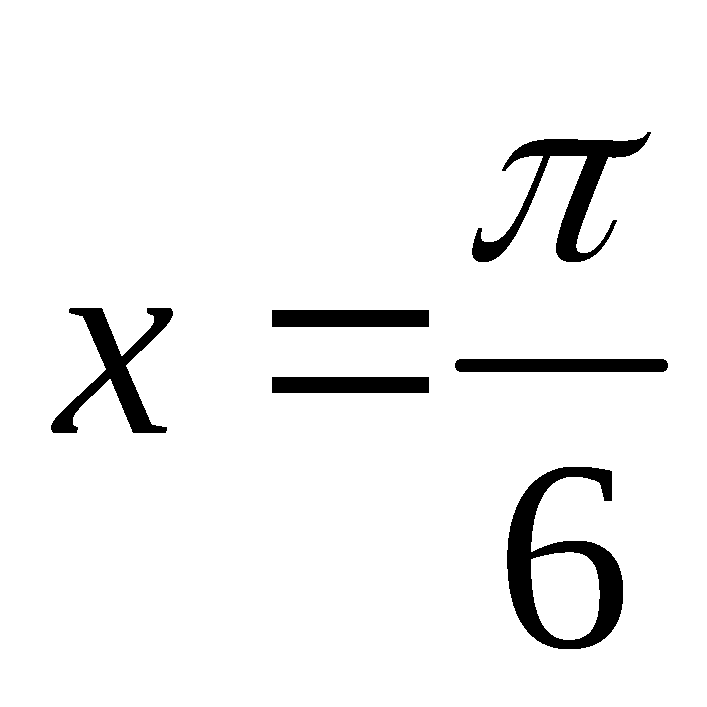 x = π/6